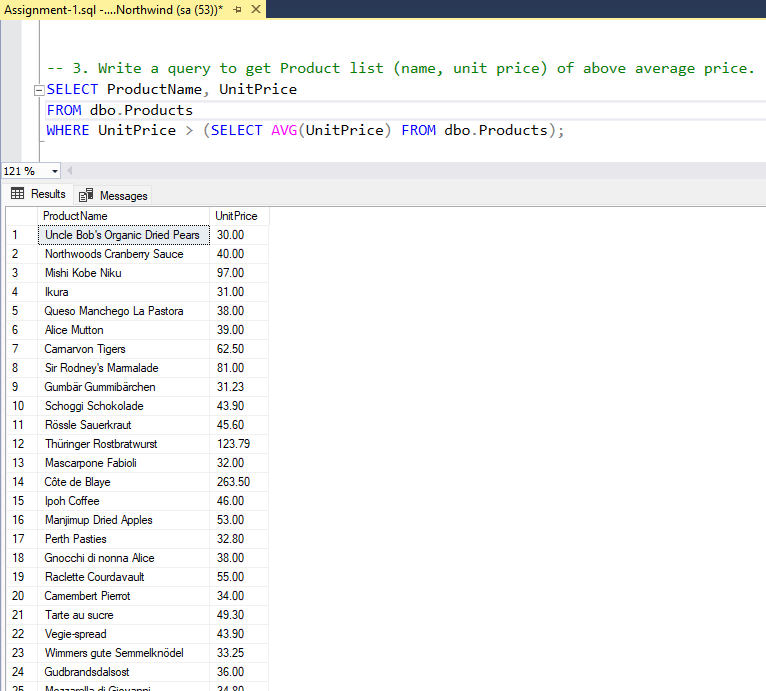 Assignment-1.sql -....Northwind (sa (53))*
-- 3. Write a query to get Product list (name, unit price) of above average price.
SELECT ProductName, UnitPrice
FROM dbo.Products
WHERE UnitPrice > (SELECT AVG(UnitPrice) FROM dbo.Products);
121 %
Results Messages
ProductName UnitPrice
1 Uncle Bob's Organic Dried Pears 30.00
2 Northwoods Cranberry Sauce 40.00
3 Mishi Kobe Niku 97.00
4 Ikura 31.00
5 Queso Manchego La Pastora 38.00
6 Alice Mutton 39.00
7 Carnarvon Tigers 62.50
8 Sir Rodney's Marmalade 81.00
9 Gumbär Gummibärchen 31.23
10 Schoggi Schokolade 43.90
11 Rössle Sauerkraut 45.60
12 Thüringer Rostbratwurst 123.79
13 Mascarpone Fabioli 32.00
14 Côte de Blaye 263.50
15 Ipoh Coffee 46.00
16 Manjimup Dried Apples 53.00
17 Perth Pasties 32.80
18 Gnocchi di nonna Alice 38.00
19 Raclette Courdavault 55.00
20 Camembert Pierrot 34.00
21 Tarte au sucre 49.30
22 Vegie-spread 43.90
23 Wimmers gute Semmelknödel 33.25
24 Gudbrandsdalsost 36.00
25 Mozzarella di Giovanni 34.80